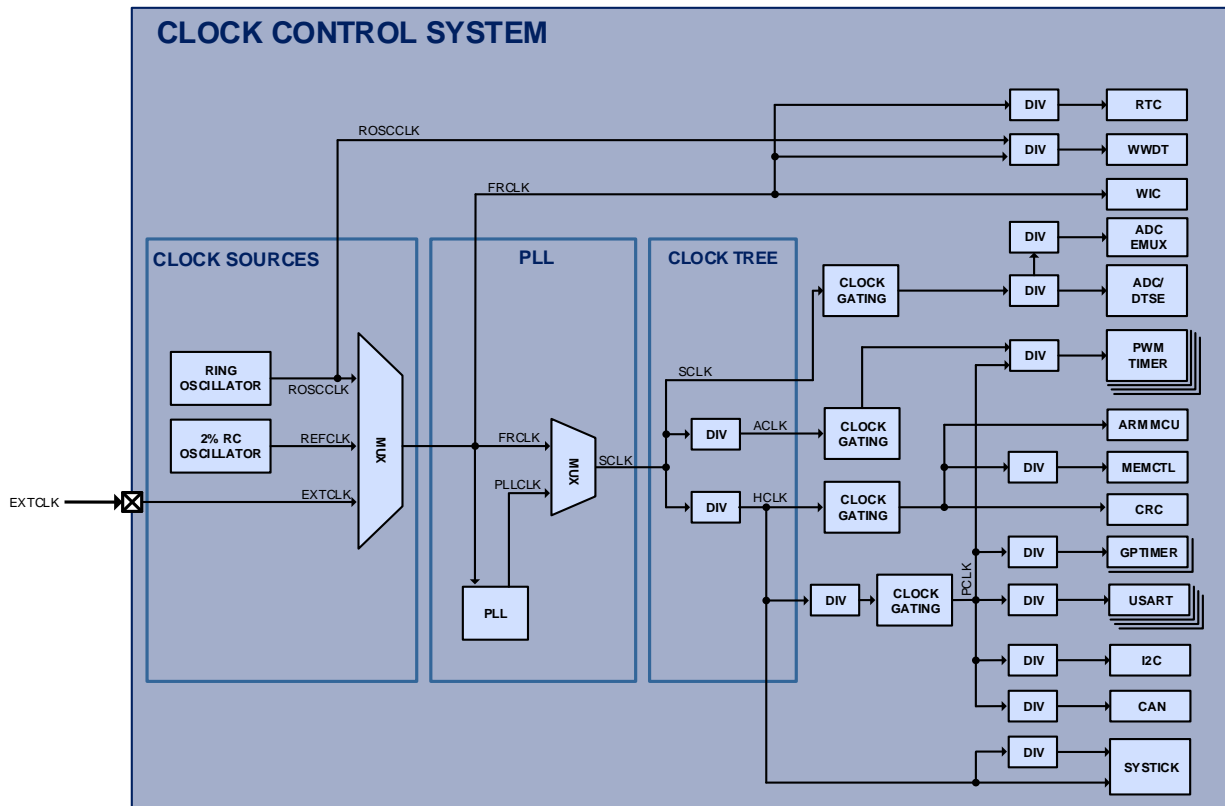 CLOCK CONTROL SYSTEM
DIV
RTC
ROSCCLK
DIV
WWDT
FRCLK
WIC
CLOCK SOURCES
PLL
CLOCK TREE
DIV
ADC
EMUX
CLOCK
GATING
DIV
ADC/
DTSE
RING
OSCILLATOR
ROSCCLK
SCLK
DIV
PWM
TIMER
2% RC
OSCILLATOR
REFCLK
MUX
FRCLK
MUX
SCLK
DIV
ACLK
CLOCK
GATING
ARM MCU
DIV
MEMCTL
EXTCLK
EXTCLK
PLLCLK
DIV
HCLK
CLOCK
GATING
CRC
DIV
GPTIMER
PLL
DIV
CLOCK
GATING
PCLK
DIV
USART
DIV
I2C
DIV
CAN
DIV
SYSTICK